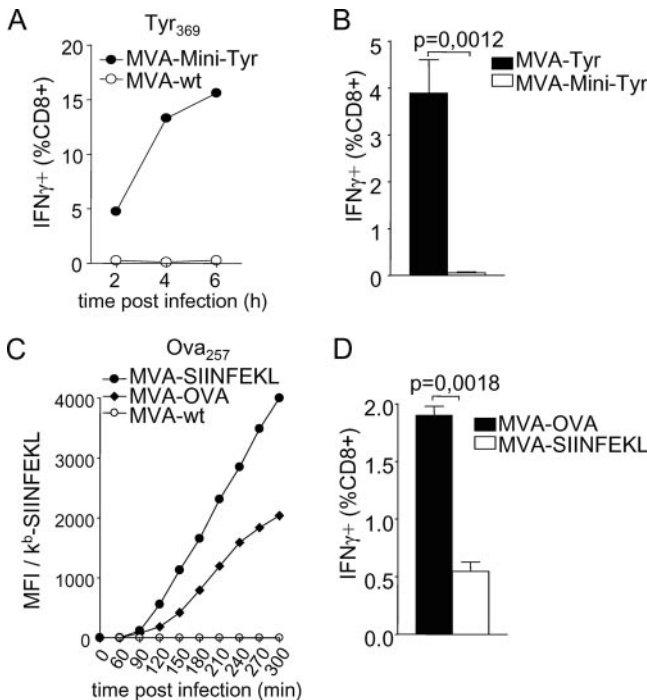 A
Tyr369
MVA-Mini-Tyr
MVA-wt
IFNγ+ (%CD8+)
20
15
10
5
0
2 4 6
time post infection (h)
B
p=0,0012
MVA-Tyr
MVA-Mini-Tyr
IFNγ+ (%CD8+)
5
4
3
2
1
0
C
Ova257
MVA-SIINFEKL
MVA-OVA
MVA-wt
MFI / kb-SIINFEKL
4000
3000
2000
1000
0
0 60 90 120 150 180 210 240 270 300
time post infection (min)
D
p=0,0018
MVA-OVA
MVA-SIINFEKL
IFNγ+ (%CD8+)
2.0
1.5
1.0
0.5
0.0